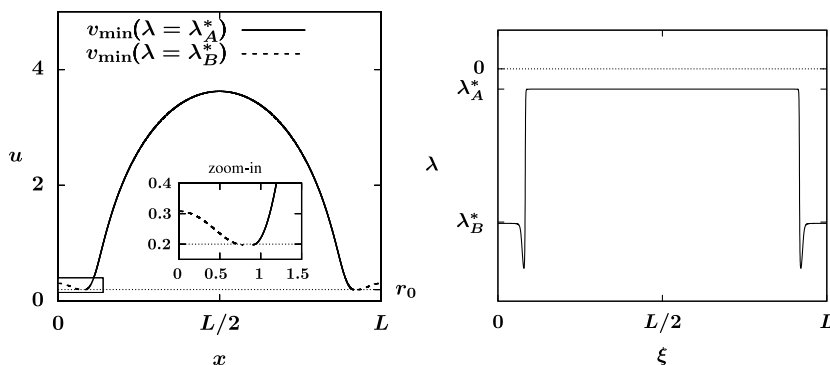 v_min(λ = λ*_A)
v_min(λ = λ*_B)
4
2
0
u
zoom-in
0.4
0.3
0.2
0 0.5 1 1.5
r_0
0 L/2 L
x
0
λ*_A
λ
λ*_B
0 L/2 L
ξ